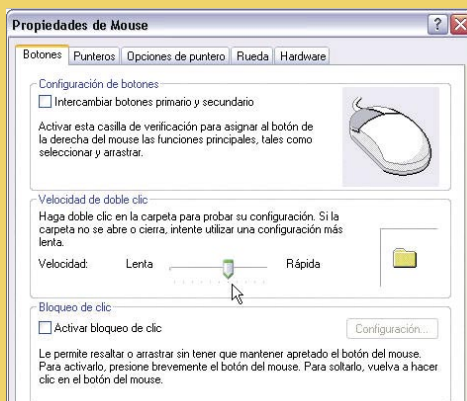 Propiedades de Mouse
Botones Punteros Opciones de puntero Rueda Hardware
Configuración de botones
Intercambiar botones primario y secundario
Activar esta casilla de verificación para asignar al botón de
la derecha del mouse las funciones principales, tales como
seleccionar y arrastrar.
Velocidad de doble clic
Haga doble clic en la carpeta para probar su configuración. Si la
carpeta no se abre o cierra, intente utilizar una configuración más
lenta.
Velocidad: Lenta Rápida
Bloqueo de clic
Activar bloqueo de clic
Configuración...
Le permite resaltar o arrastrar sin tener que mantener apretado el botón del mouse.
Para activarlo, presione brevemente el botón del mouse. Para soltarlo, vuelva a hacer
clic en el botón del mouse.